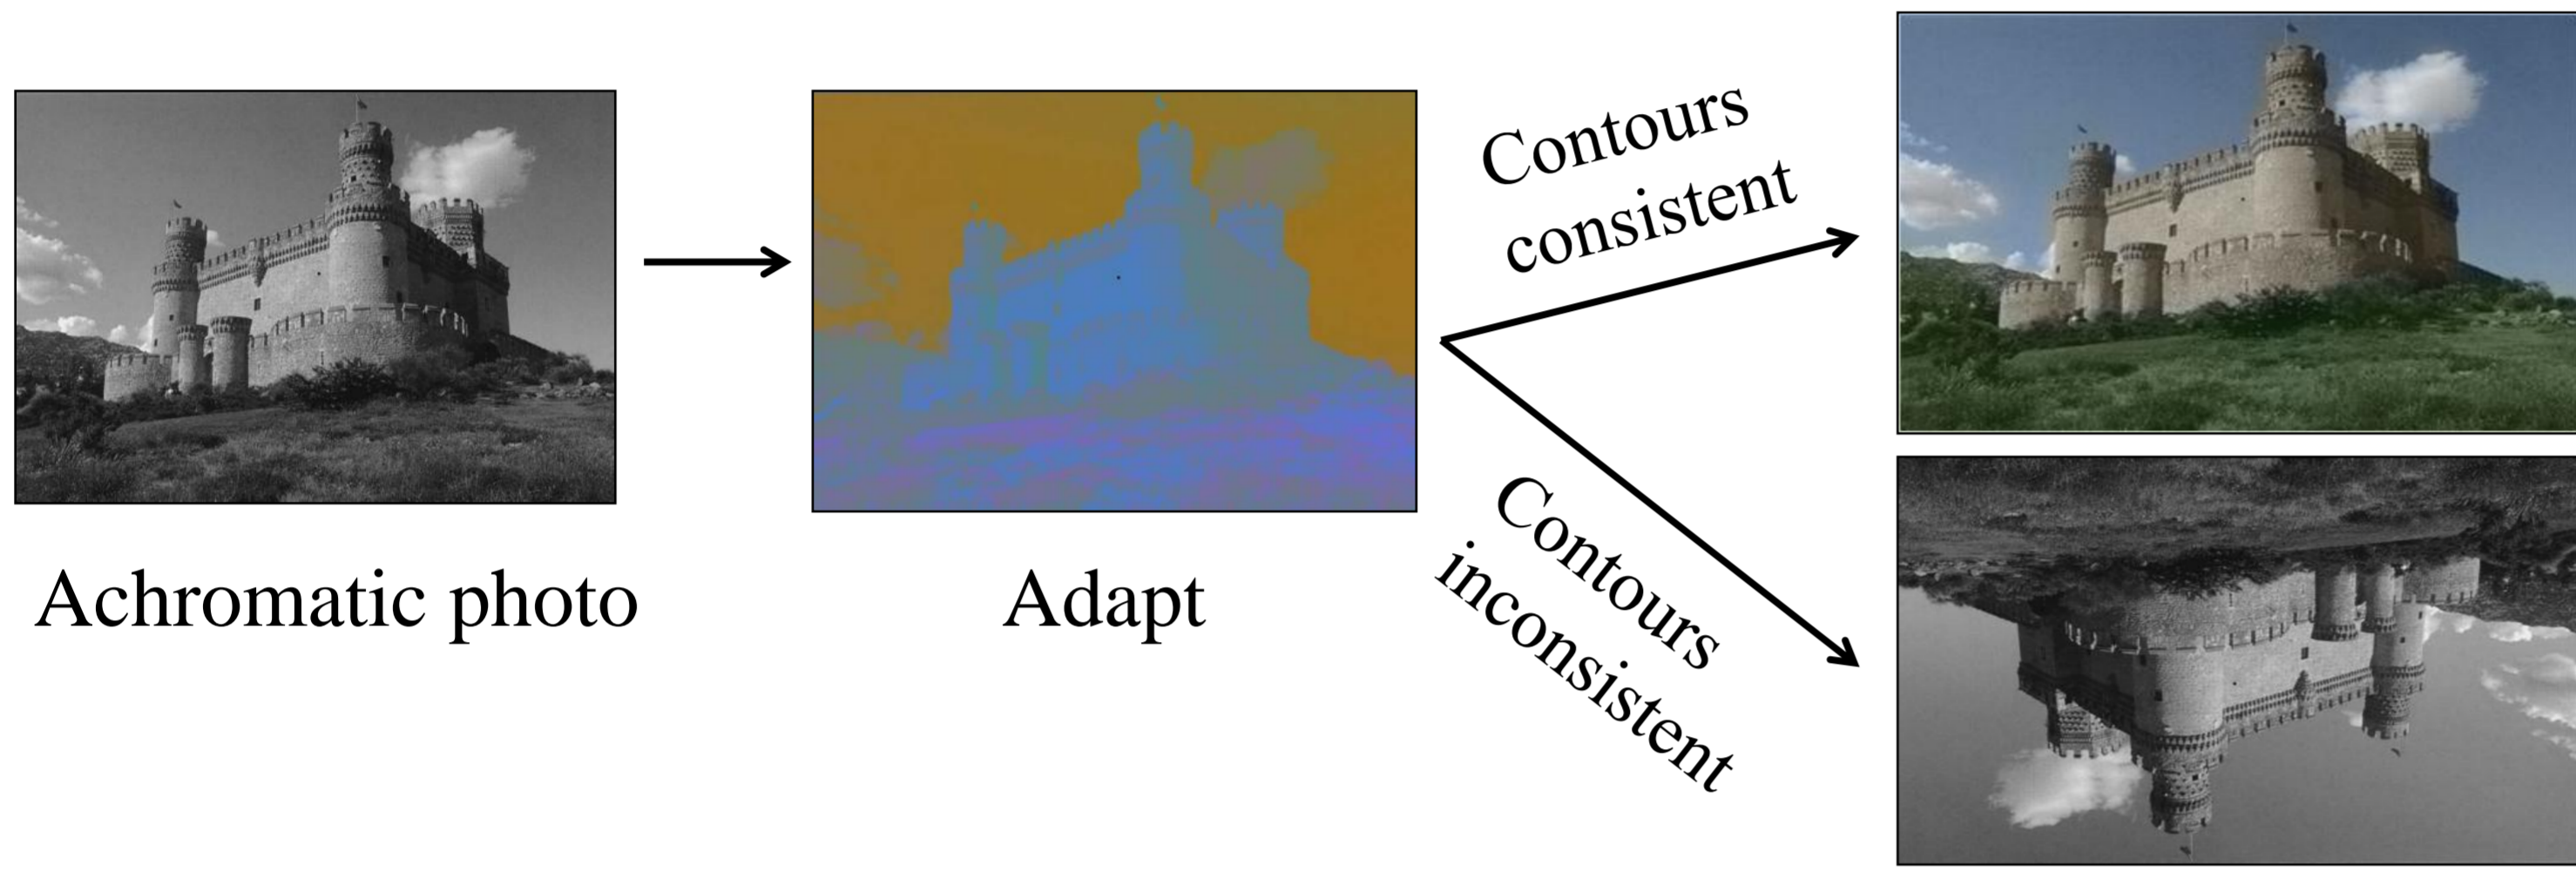 Achromatic photo
Adapt
Contours
consistent
Contours
inconsistent